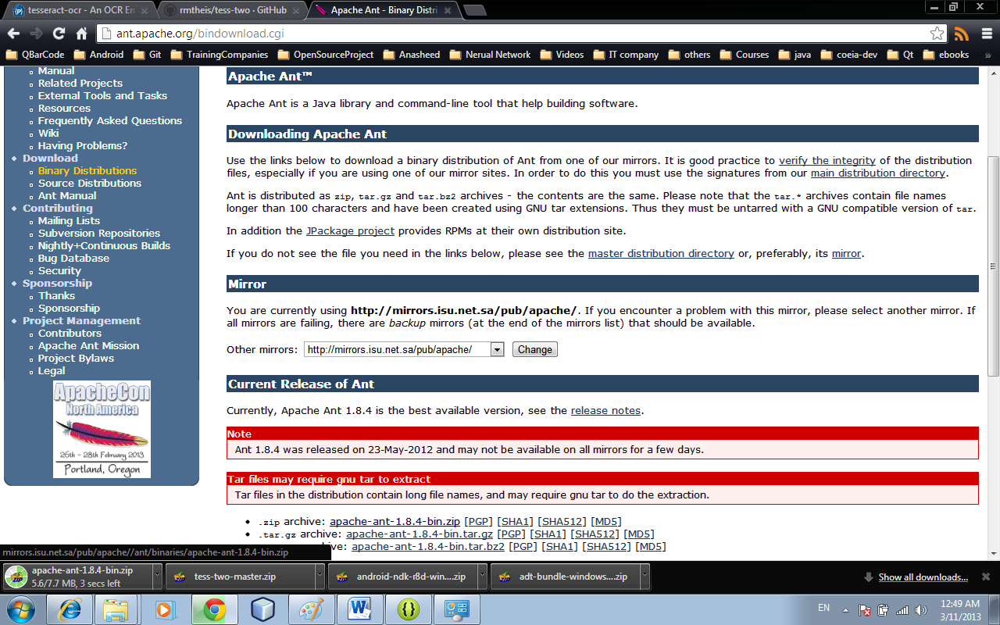 tesseract-ocr - An OCR En
rmtheis/tess-two · GitHub
Apache Ant - Binary Distri
ant.apache.org/bindownload.cgi
QBarCode Android Git TrainingCompanies OpenSourceProject Anasheed Nerual Network Videos IT company others Courses java coeia-dev Qt ebooks »
Manual
Related Projects
External Tools and Tasks
Resources
Frequently Asked Questions
Wiki
Having Problems?
Download
Binary Distributions
Source Distributions
Ant Manual
Contributing
Mailing Lists
Subversion Repositories
Nightly+Continuous Builds
Bug Database
Security
Sponsorship
Thanks
Sponsorship
Project Management
Contributors
Apache Ant Mission
Project Bylaws
Legal
ApacheCon
North America
26th - 28th February 2013
Portland, Oregon
Apache Ant™
Apache Ant is a Java library and command-line tool that help building software.
Downloading Apache Ant
Use the links below to download a binary distribution of Ant from one of our mirrors. It is good practice to verify the integrity of the distribution
files, especially if you are using one of our mirror sites. In order to do this you must use the signatures from our main distribution directory.
Ant is distributed as zip, tar.gz and tar.bz2 archives - the contents are the same. Please note that the tar.* archives contain file names
longer than 100 characters and have been created using GNU tar extensions. Thus they must be untarred with a GNU compatible version of tar.
In addition the JPackage project provides RPMs at their own distribution site.
If you do not see the file you need in the links below, please see the master distribution directory or, preferably, its mirror.
Mirror
You are currently using http://mirrors.isu.net.sa/pub/apache/. If you encounter a problem with this mirror, please select another mirror. If
all mirrors are failing, there are backup mirrors (at the end of the mirrors list) that should be available.
Other mirrors: http://mirrors.isu.net.sa/pub/apache/ Change
Current Release of Ant
Currently, Apache Ant 1.8.4 is the best available version, see the release notes.
Note
Ant 1.8.4 was released on 23-May-2012 and may not be available on all mirrors for a few days.
Tar files may require gnu tar to extract
Tar files in the distribution contain long file names, and may require gnu tar to do the extraction.
• .zip archive: apache-ant-1.8.4-bin.zip [PGP] [SHA1] [SHA512] [MD5]
• .tar.gz archive: apache-ant-1.8.4-bin.tar.gz [PGP] [SHA1] [SHA512] [MD5]
ive: apache-ant-1.8.4-bin.tar.bz2 [PGP] [SHA1] [SHA512] [MD5]
mirrors.isu.net.sa/pub/apache//ant/binaries/apache-ant-1.8.4-bin.zip
apache-ant-1.8.4-bin.zip
5.6/7.7 MB, 3 secs left
tess-two-master.zip
android-ndk-r8d-win....zip
adt-bundle-windows....zip
Show all downloads...
EN
12:49 AM
3/11/2013